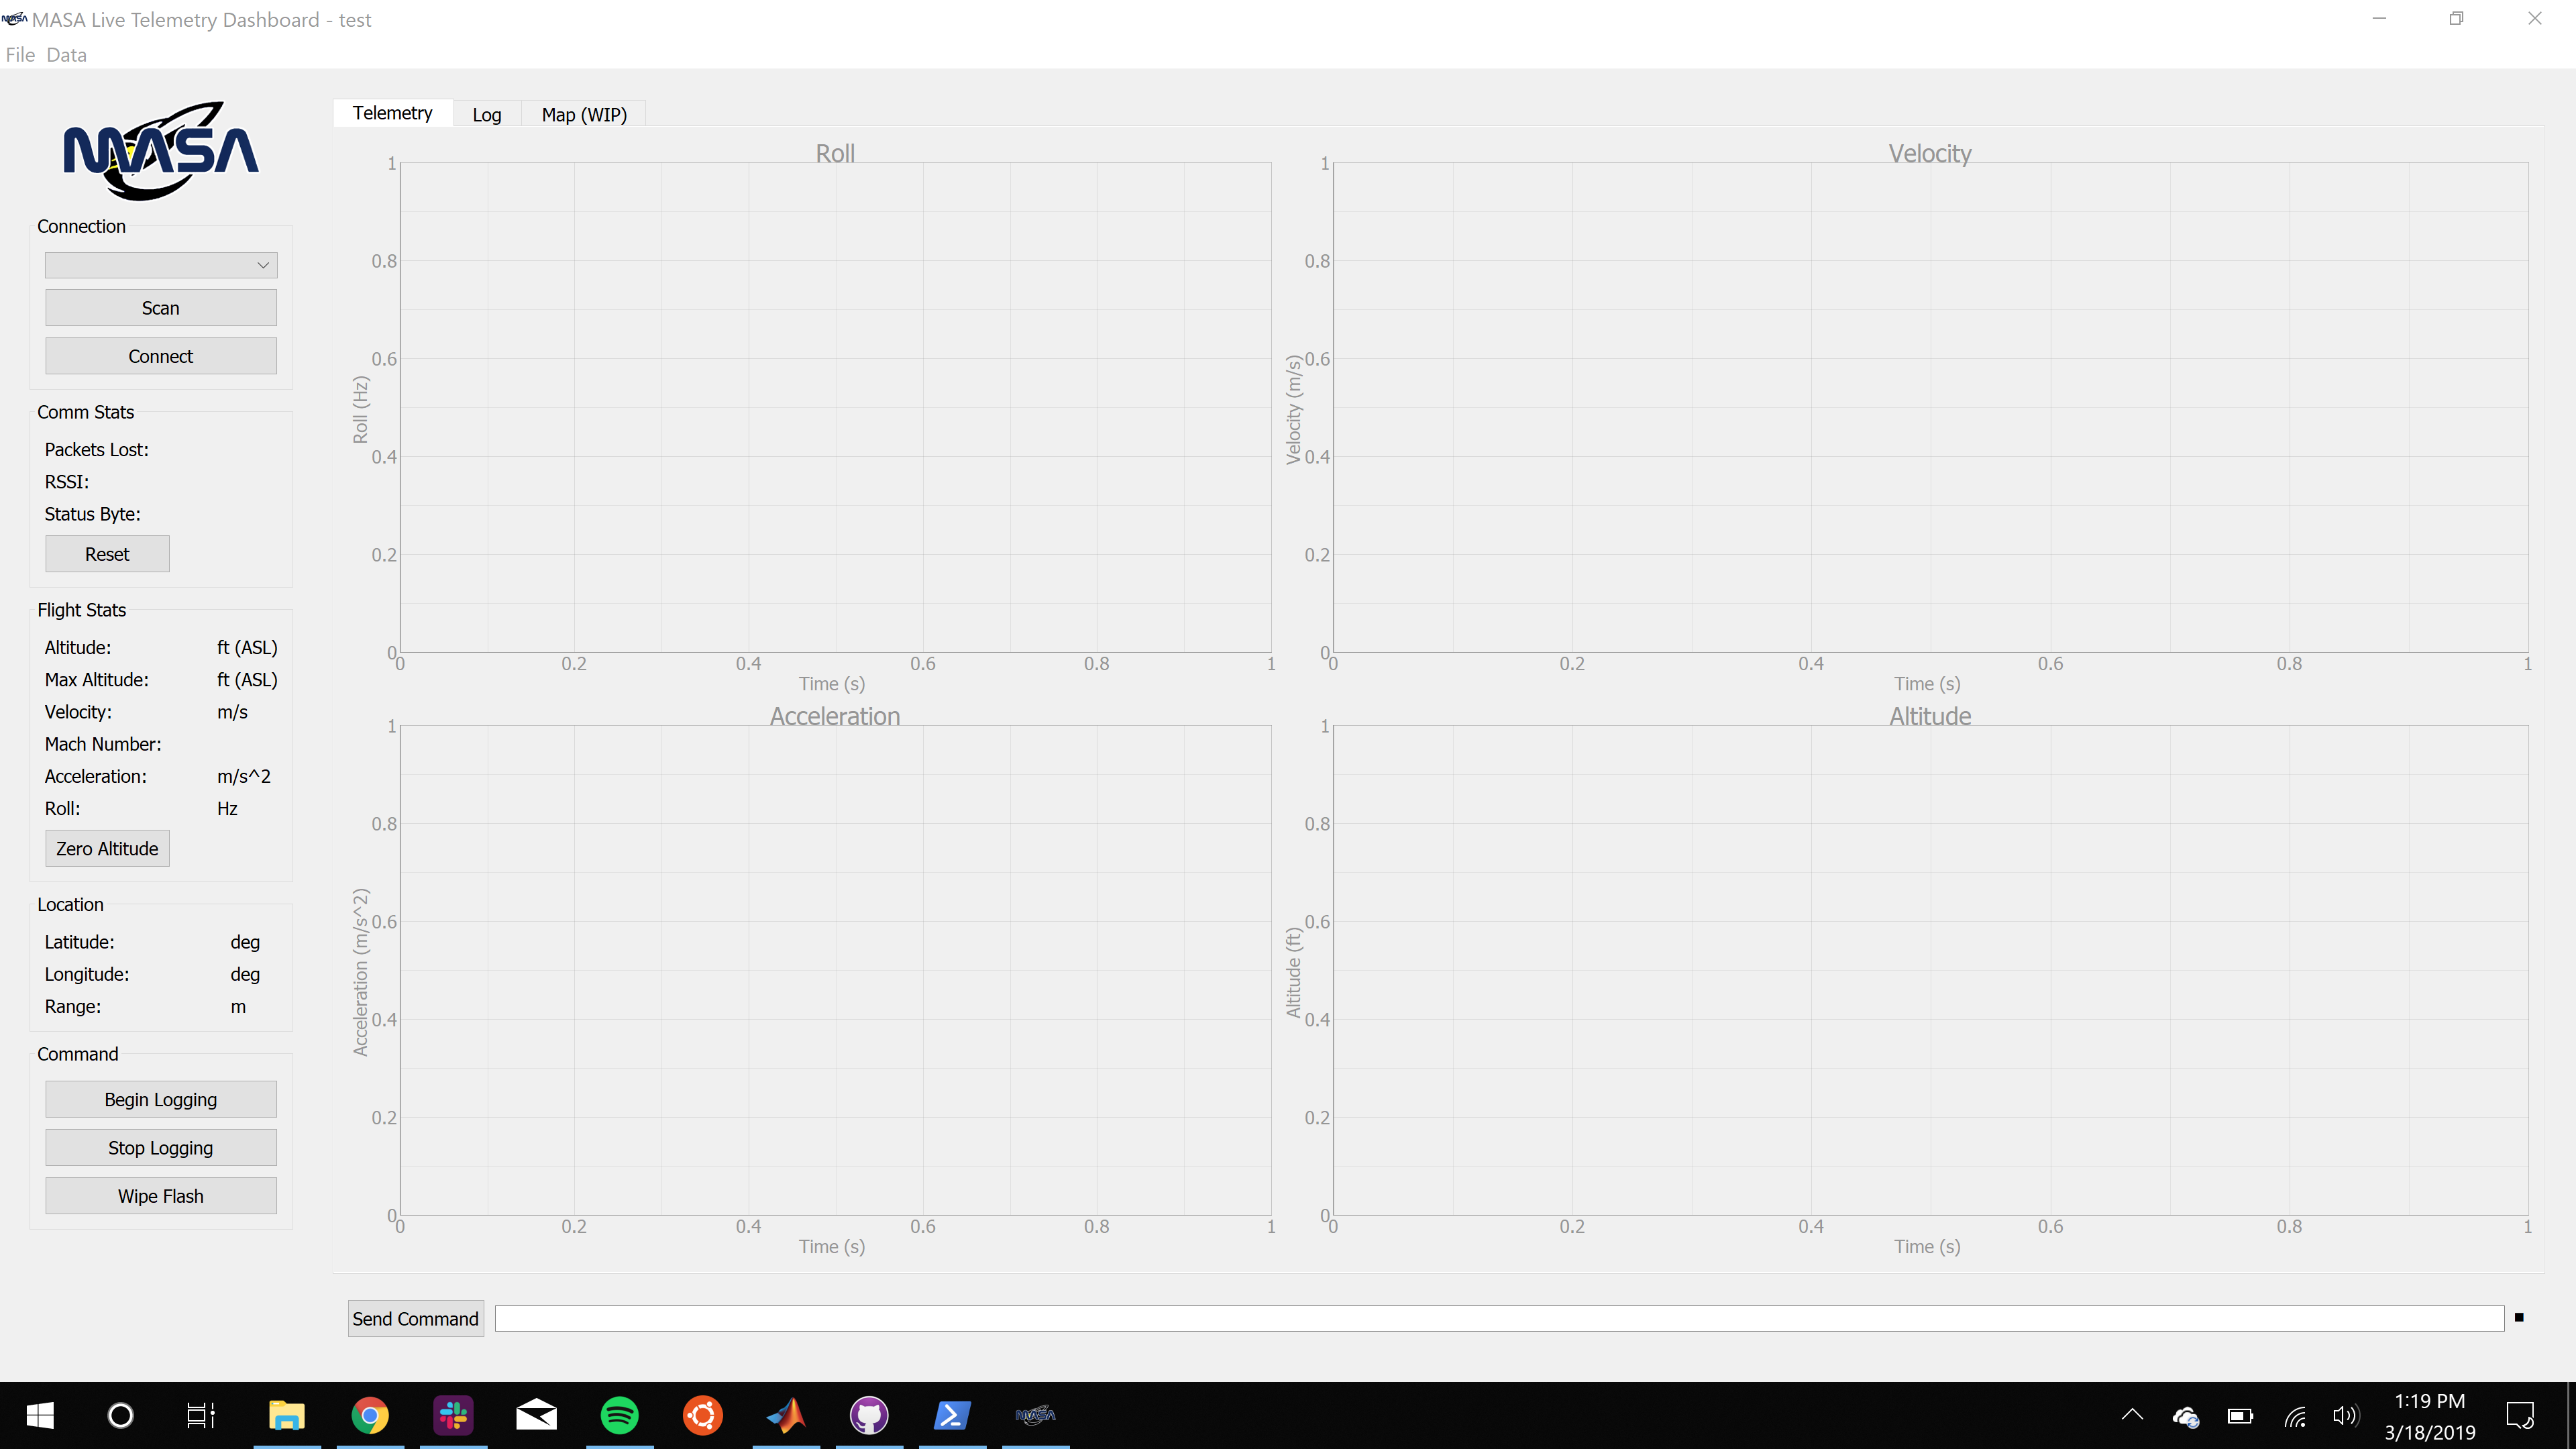 MASA Live Telemetry Dashboard - test
File Data
MASA
Connection
Scan
Connect
Comm Stats
Packets Lost:
RSSI:
Status Byte:
Reset
Flight Stats
Altitude: ft (ASL)
Max Altitude: ft (ASL)
Velocity: m/s
Mach Number:
Acceleration: m/s^2
Roll: Hz
Zero Altitude
Location
Latitude: deg
Longitude: deg
Range: m
Command
Begin Logging
Stop Logging
Wipe Flash
Telemetry Log Map (WIP)
Roll
1
0.8
0.6
0.4
0.2
0
Roll (Hz)
0 0.2 0.4 0.6 0.8 1
Time (s)
Velocity
1
0.8
0.6
0.4
0.2
0
Velocity (m/s)
0 0.2 0.4 0.6 0.8 1
Time (s)
Acceleration
1
0.8
0.6
0.4
0.2
0
Acceleration (m/s^2)
0 0.2 0.4 0.6 0.8 1
Time (s)
Altitude
1
0.8
0.6
0.4
0.2
0
Altitude (ft)
0 0.2 0.4 0.6 0.8 1
Time (s)
Send Command
MASA
1:19 PM
3/18/2019